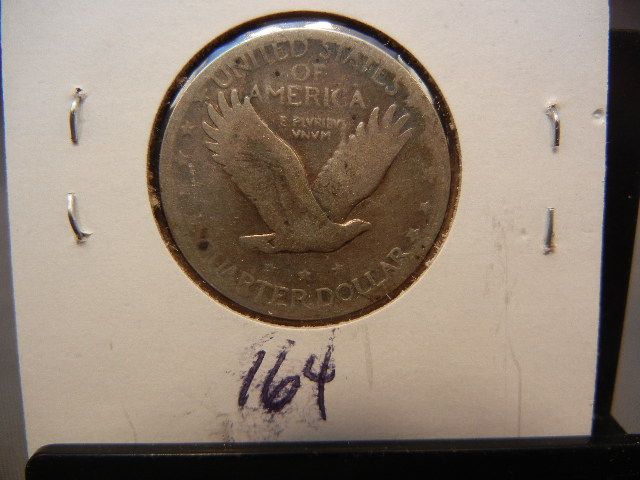 UNITED STATES
OF
AMERICA
E PLURIBUS
UNUM
QUARTER DOLLAR
164